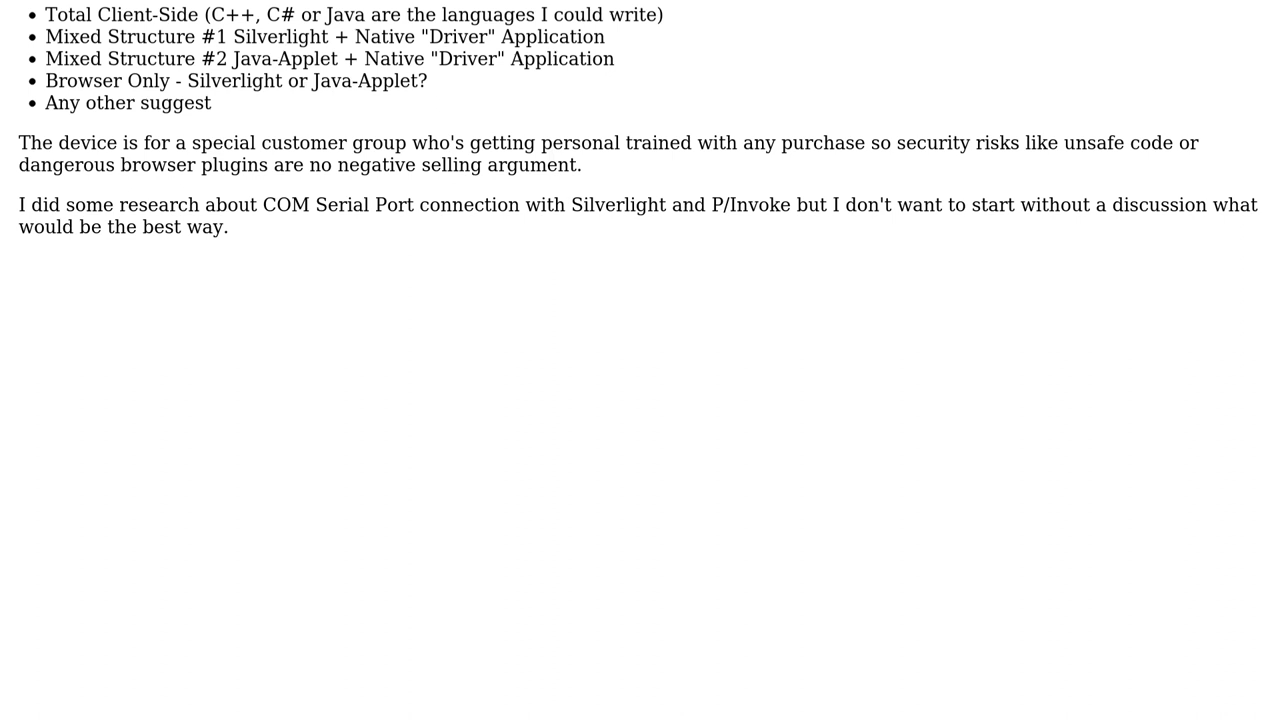 • Total Client-Side (C++, C# or Java are the languages I could write)
• Mixed Structure #1 Silverlight + Native "Driver" Application
• Mixed Structure #2 Java-Applet + Native "Driver" Application
• Browser Only - Silverlight or Java-Applet?
• Any other suggest
The device is for a special customer group who's getting personal trained with any purchase so security risks like unsafe code or
dangerous browser plugins are no negative selling argument.
I did some research about COM Serial Port connection with Silverlight and P/Invoke but I don't want to start without a discussion what
would be the best way.